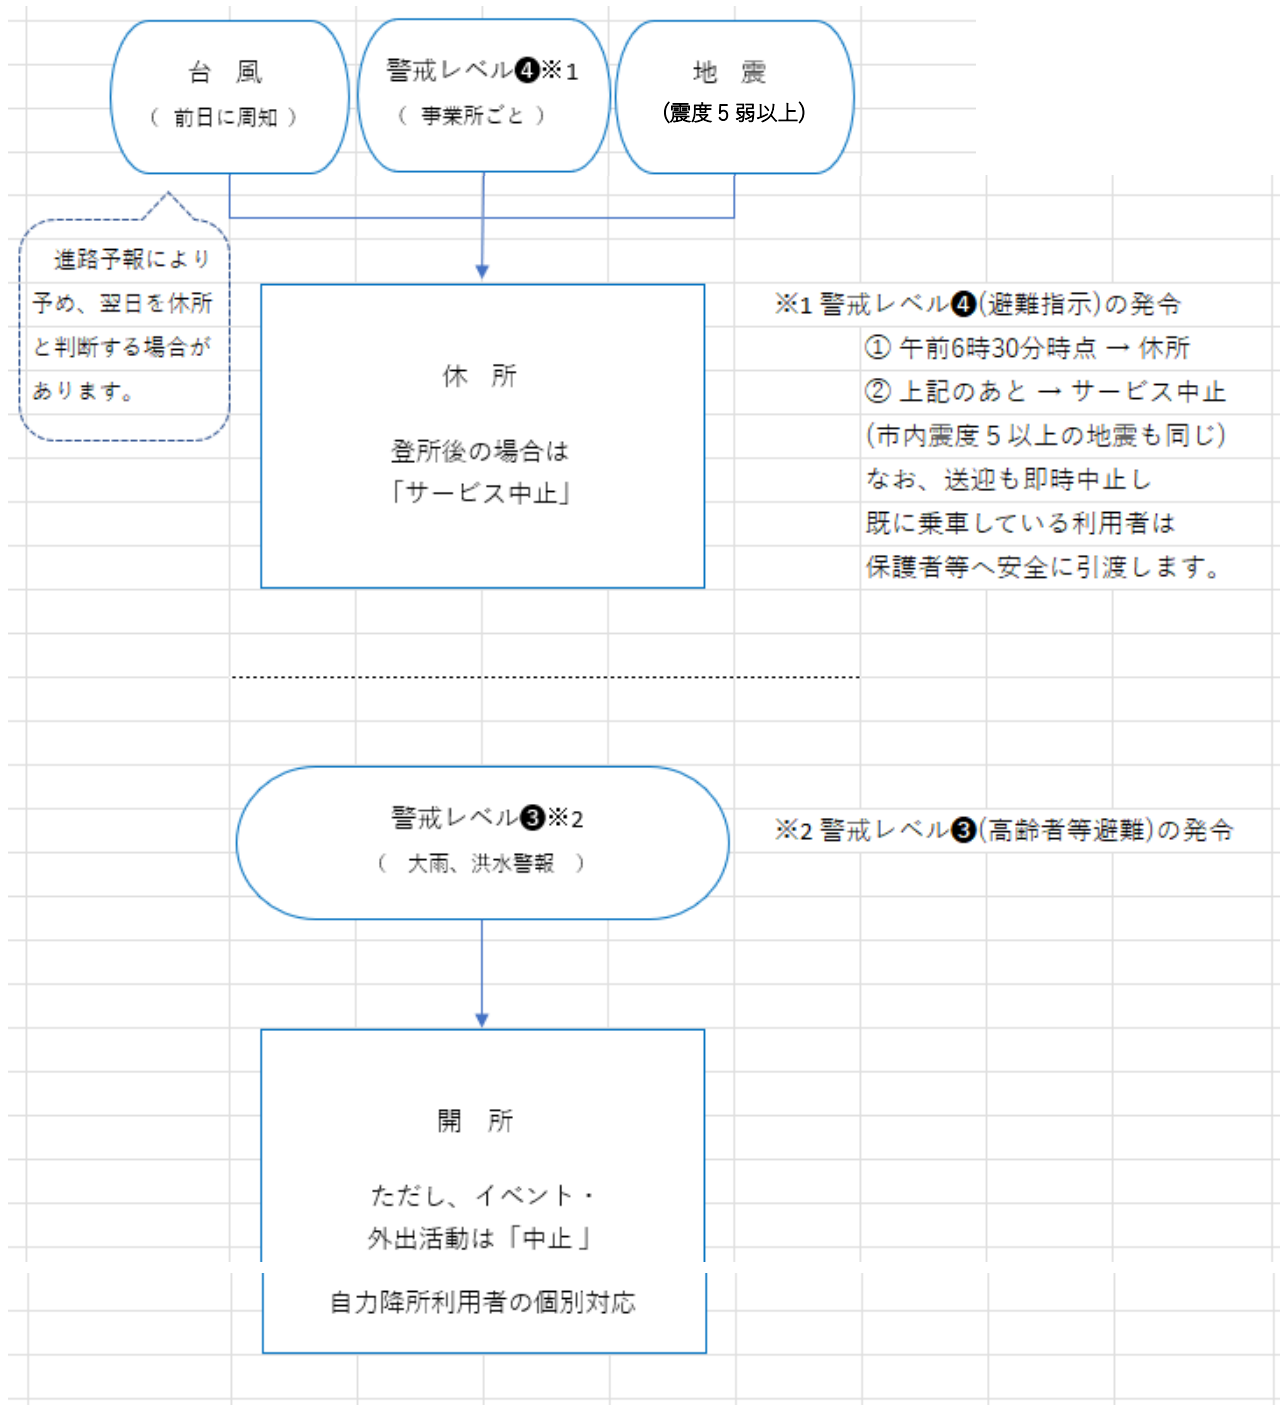 台　風
（ 前日に周知 ）
警戒レベル❹※1
（ 事業所ごと ）
地　震
(震度５弱以上)
進路予報により
予め、翌日を休所
と判断する場合が
あります。
休　所
登所後の場合は
「サービス中止」
※1 警戒レベル❹(避難指示)の発令
① 午前6時30分時点 → 休所
② 上記のあと → サービス中止
(市内震度５以上の地震も同じ)
なお、送迎も即時中止し
既に乗車している利用者は
保護者等へ安全に引渡します。
警戒レベル❸※2
（　大雨、洪水警報　）
※2 警戒レベル❸(高齢者等避難)の発令
開　所
ただし、イベント・
外出活動は「中止 」
自力降所利用者の個別対応